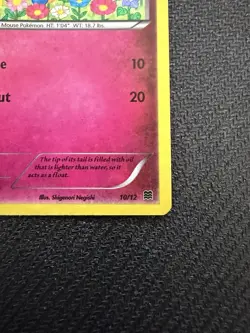 Mouse Pokémon. HT: 1'04" WT: 18.7 lbs.
e 10
ut 20
The tip of its tail is filled with oil
that is lighter than water, so it
acts as a float.
Illus. Shigenori Negishi 10/12